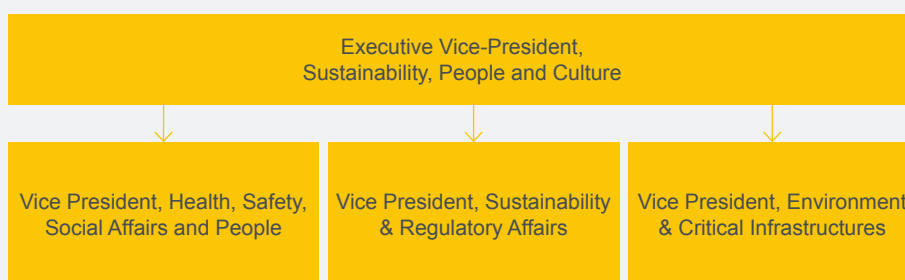 Executive Vice-President,
Sustainability, People and Culture
Vice President, Health, Safety,
Social Affairs and People
Vice President, Sustainability
& Regulatory Affairs
Vice President, Environment
& Critical Infrastructures